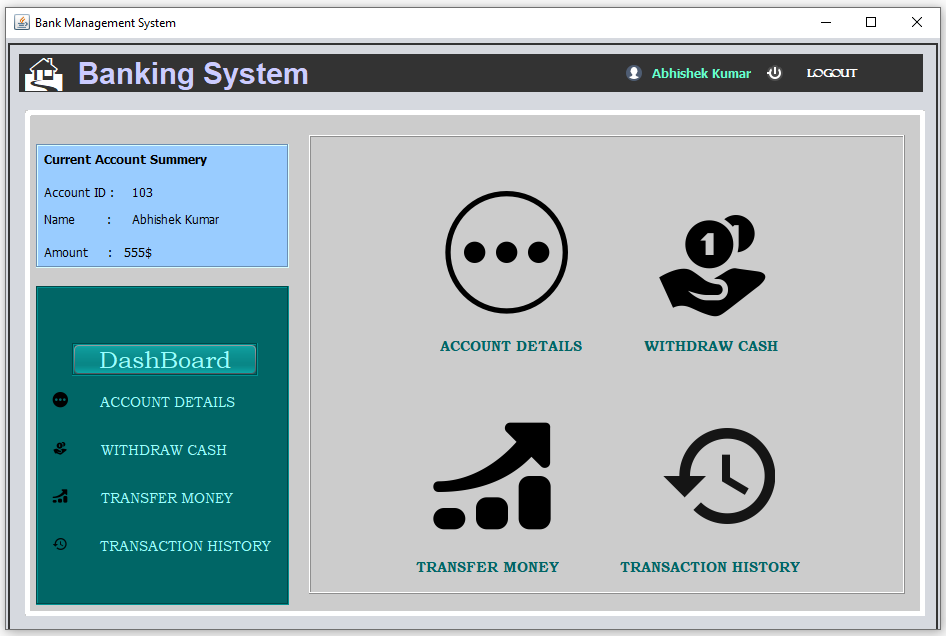 Bank Management System
Banking System
Abhishek Kumar
LOGOUT
Current Account Summery
Account ID : 103
Name : Abhishek Kumar
Amount : 555$
DashBoard
ACCOUNT DETAILS
WITHDRAW CASH
TRANSFER MONEY
TRANSACTION HISTORY
1
ACCOUNT DETAILS
WITHDRAW CASH
TRANSFER MONEY
TRANSACTION HISTORY